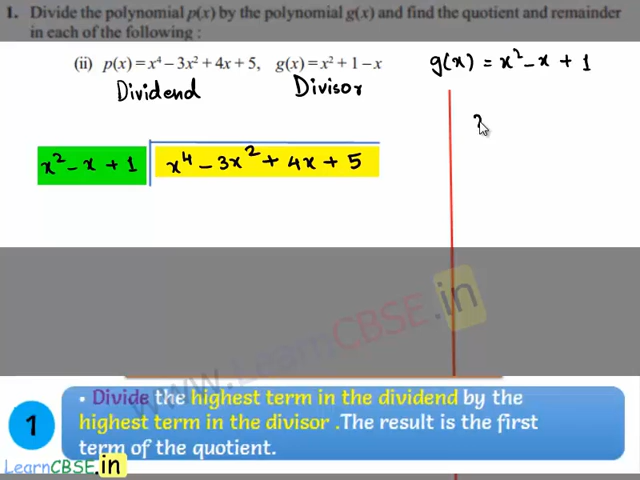 1. Divide the polynomial p(x) by the polynomial g(x) and find the quotient and remainder
in each of the following :
(ii) p(x) = x⁴ – 3x² + 4x + 5, g(x) = x² + 1 – x
g(x) = x² - x + 1
Dividend Divisor
x² - x + 1 x⁴ - 3x² + 4x + 5
www.LearnCBSE.in
• Divide the highest term in the dividend by the
1 highest term in the divisor .The result is the first
term of the quotient.
LearnCBSE.in